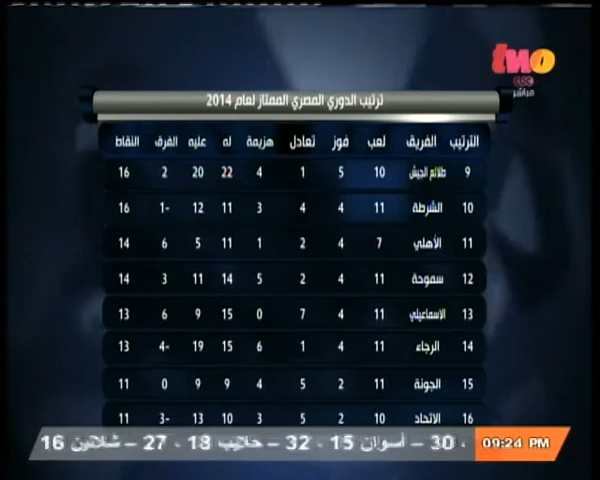 two
cbc
مباشر
ترتيب الدوري المصري الممتاز لعام 2014
الترتيب الفريق لعب فوز تعادل هزيمة له عليه الفرق النقاط
9 طلائع الجيش 10 5 1 4 22 20 2 16
10 الشرطة 11 4 4 3 11 12 1- 16
11 الأهلي 7 4 2 1 11 5 6 14
12 سموحة 11 4 2 5 14 11 3 14
13 الاسماعيلي 11 4 7 0 15 9 6 13
14 الرجاء 11 4 1 6 15 19 4- 13
15 الجونة 11 2 5 4 9 9 0 11
16 الاتحاد 10 2 5 3 10 13 3- 11
، 30 – أسوان 15 ، 32 – حلايب 18 ، 27 – شلاتين 16
09:24 PM